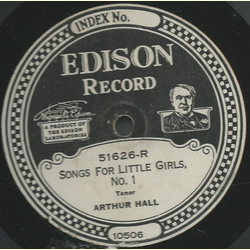 INDEX No.
EDISON
RECORD
A PRODUCT OF
THE EDISON
LABORATORIES
51626-R
SONGS FOR LITTLE GIRLS,
No. 1
Tenor
ARTHUR HALL
10506